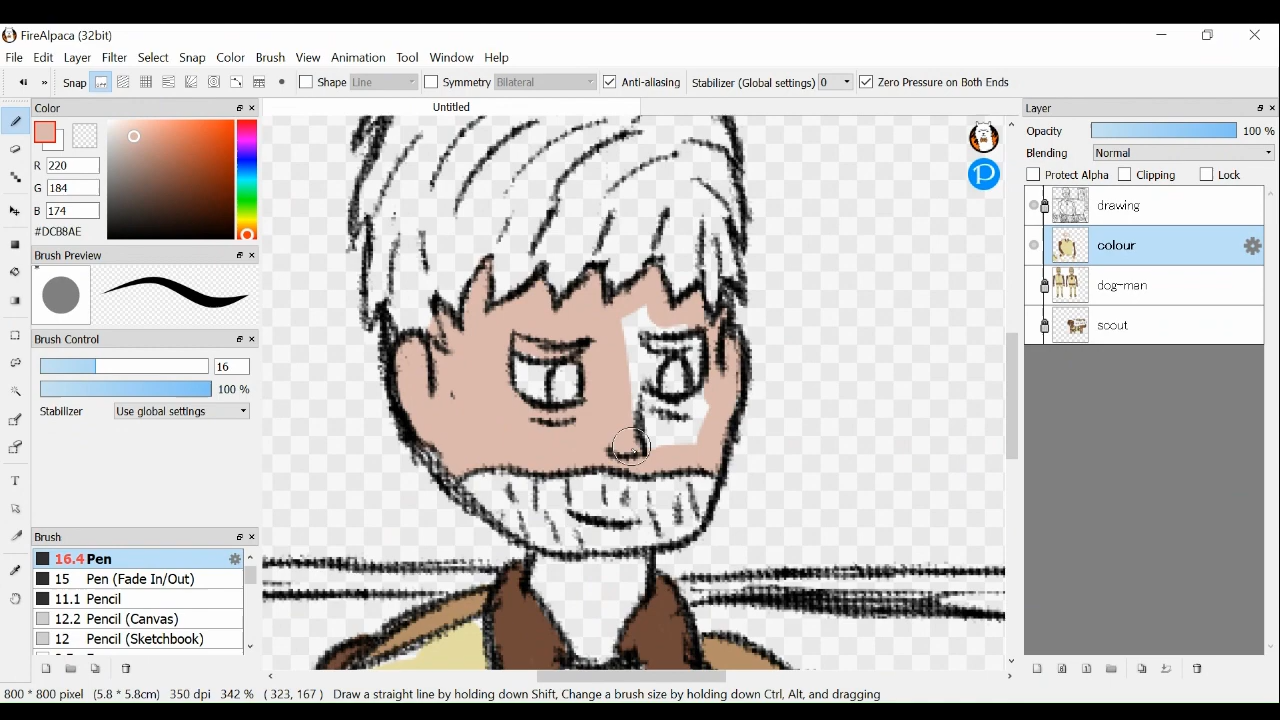 FireAlpaca (32bit)
File Edit Layer Filter Select Snap Color Brush View Animation Tool Window Help
Snap Shape Line Symmetry Bilateral Anti-aliasing Stabilizer (Global settings) 0 Zero Pressure on Both Ends
Color
Untitled
Layer
Opacity 100 %
Blending Normal
Protect Alpha Clipping Lock
R 220
G 184
B 174
#DCB8AE
drawing
colour
dog-man
scout
Brush Preview
Brush Control
16
100 %
Stabilizer Use global settings
Brush
16.4 Pen
15 Pen (Fade In/Out)
11.1 Pencil
12.2 Pencil (Canvas)
12 Pencil (Sketchbook)
800 * 800 pixel (5.8 * 5.8cm) 350 dpi 342 % ( 323, 167 ) Draw a straight line by holding down Shift, Change a brush size by holding down Ctrl, Alt, and dragging